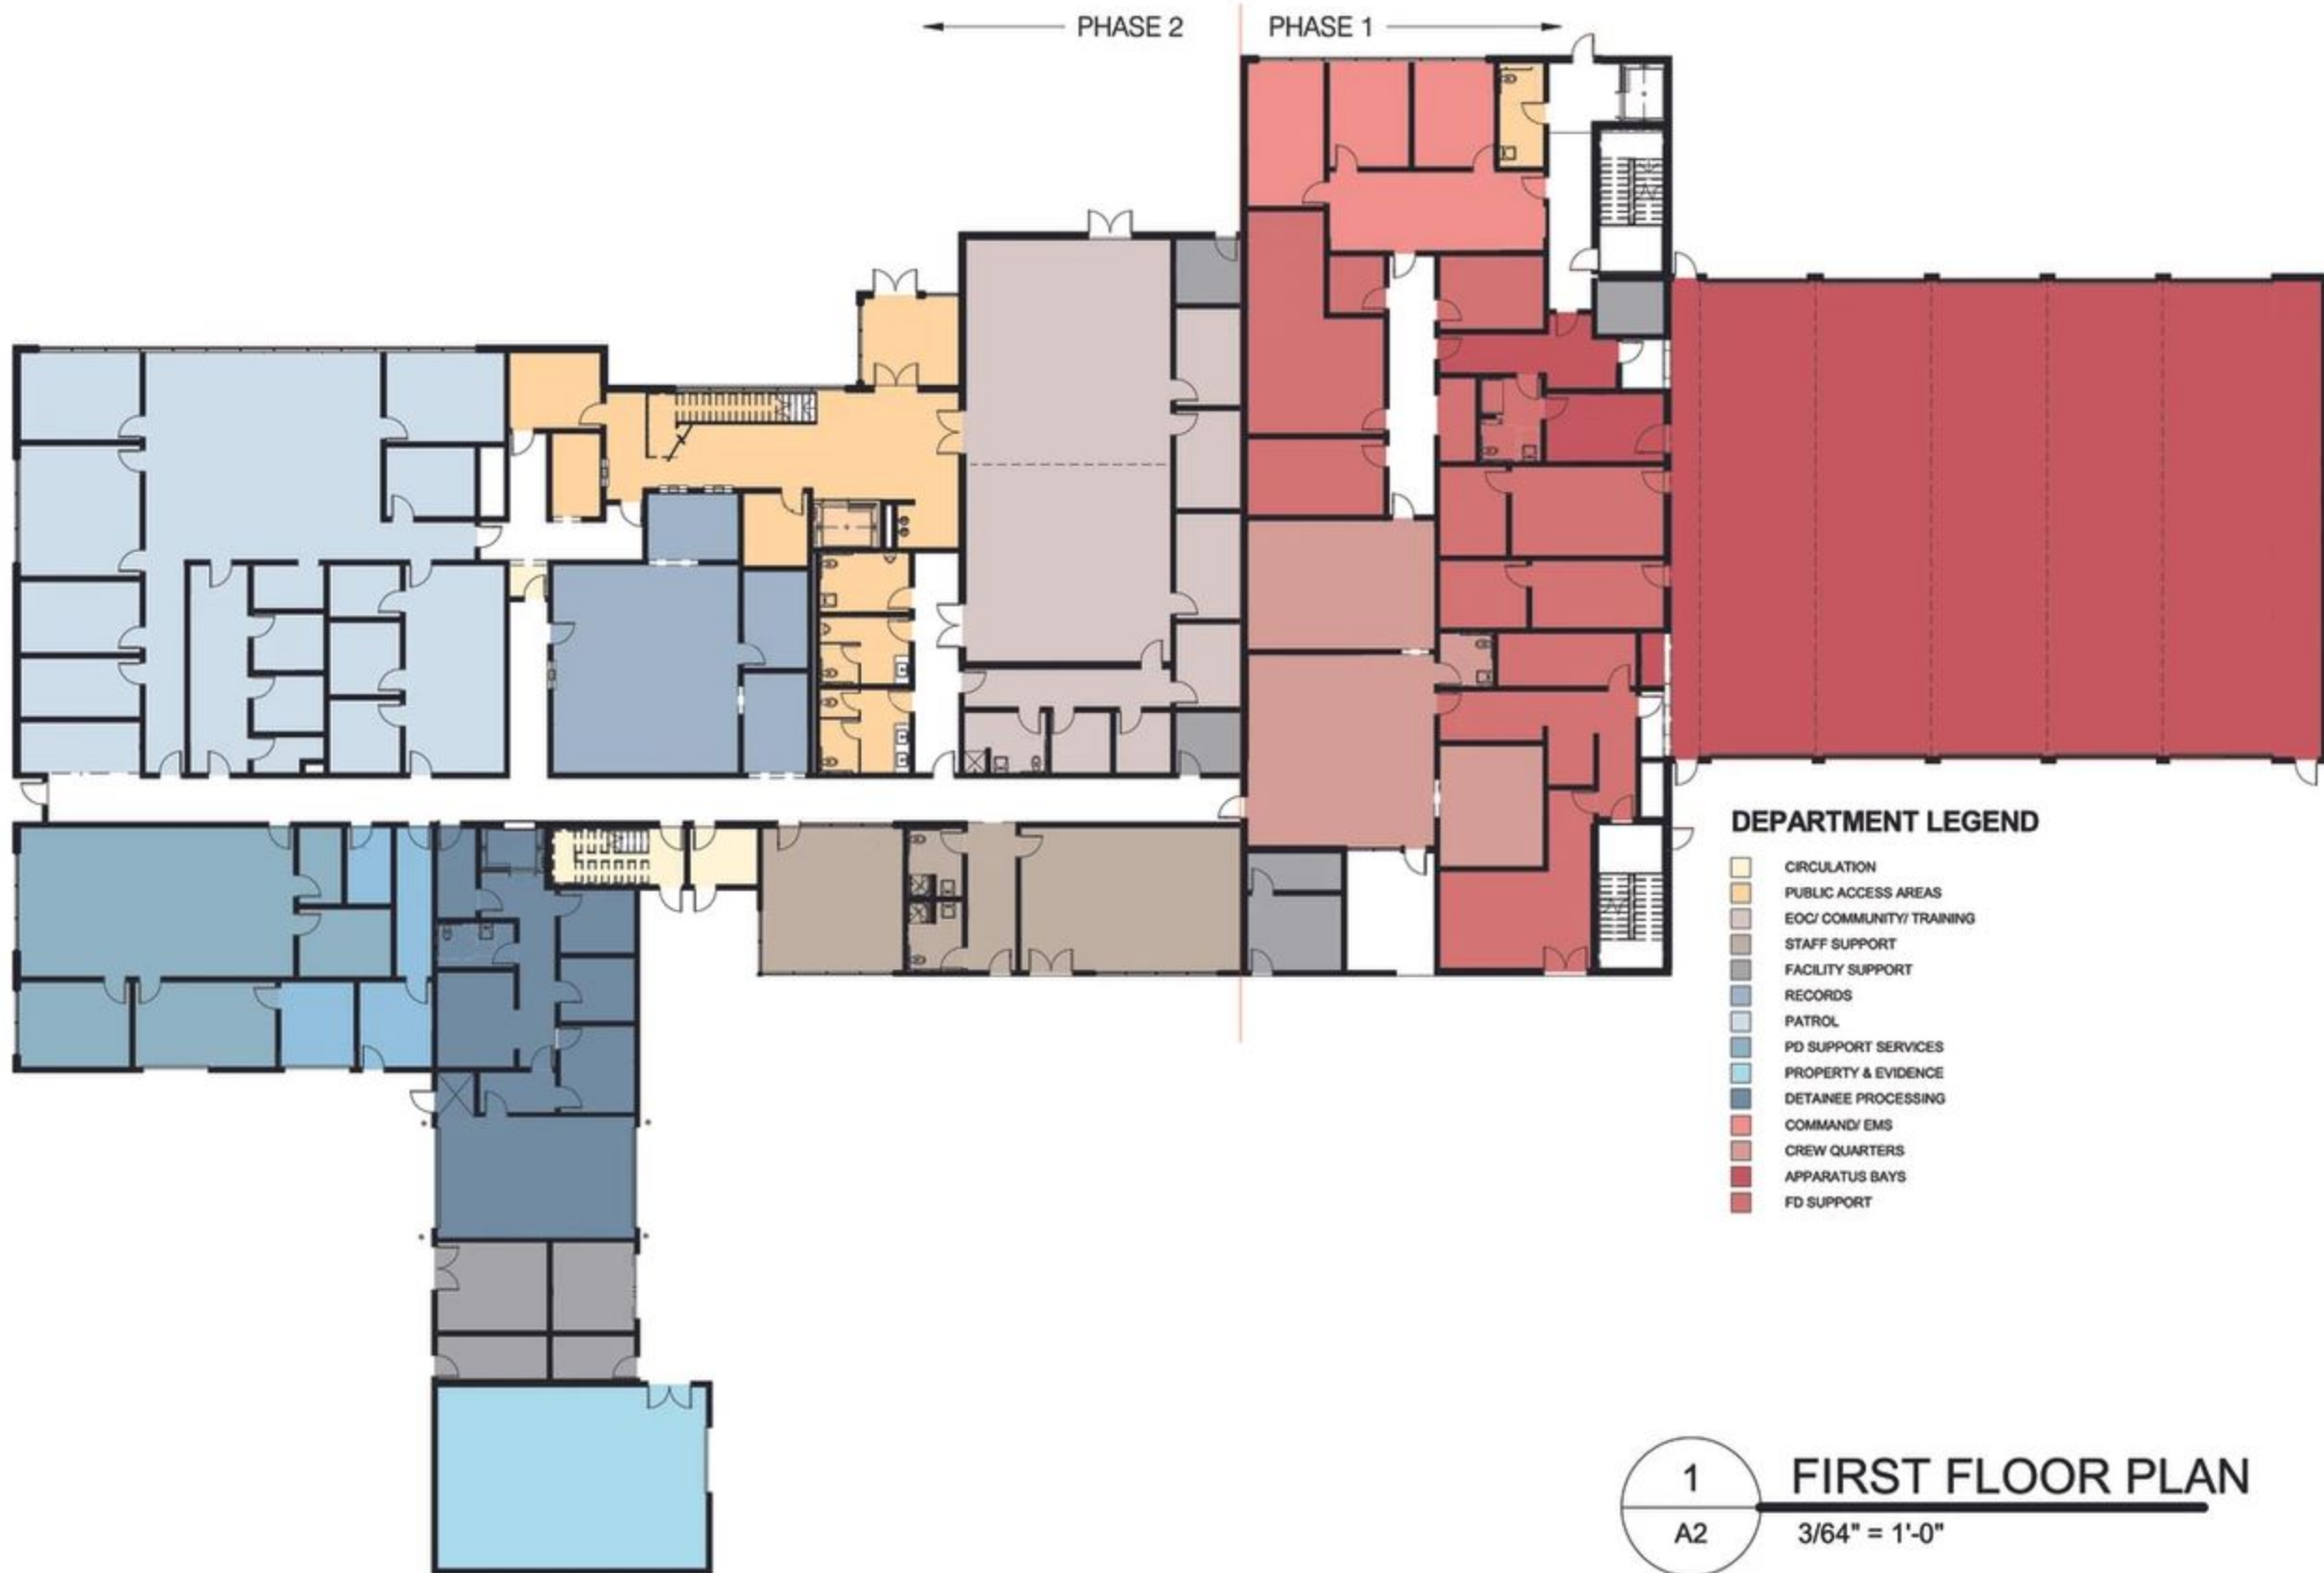 PHASE 2
PHASE 1
DEPARTMENT LEGEND
CIRCULATION
PUBLIC ACCESS AREAS
EOC/ COMMUNITY/ TRAINING
STAFF SUPPORT
FACILITY SUPPORT
RECORDS
PATROL
PD SUPPORT SERVICES
PROPERTY & EVIDENCE
DETAINEE PROCESSING
COMMAND/ EMS
CREW QUARTERS
APPARATUS BAYS
FD SUPPORT
1
A2
FIRST FLOOR PLAN
3/64" = 1'-0"